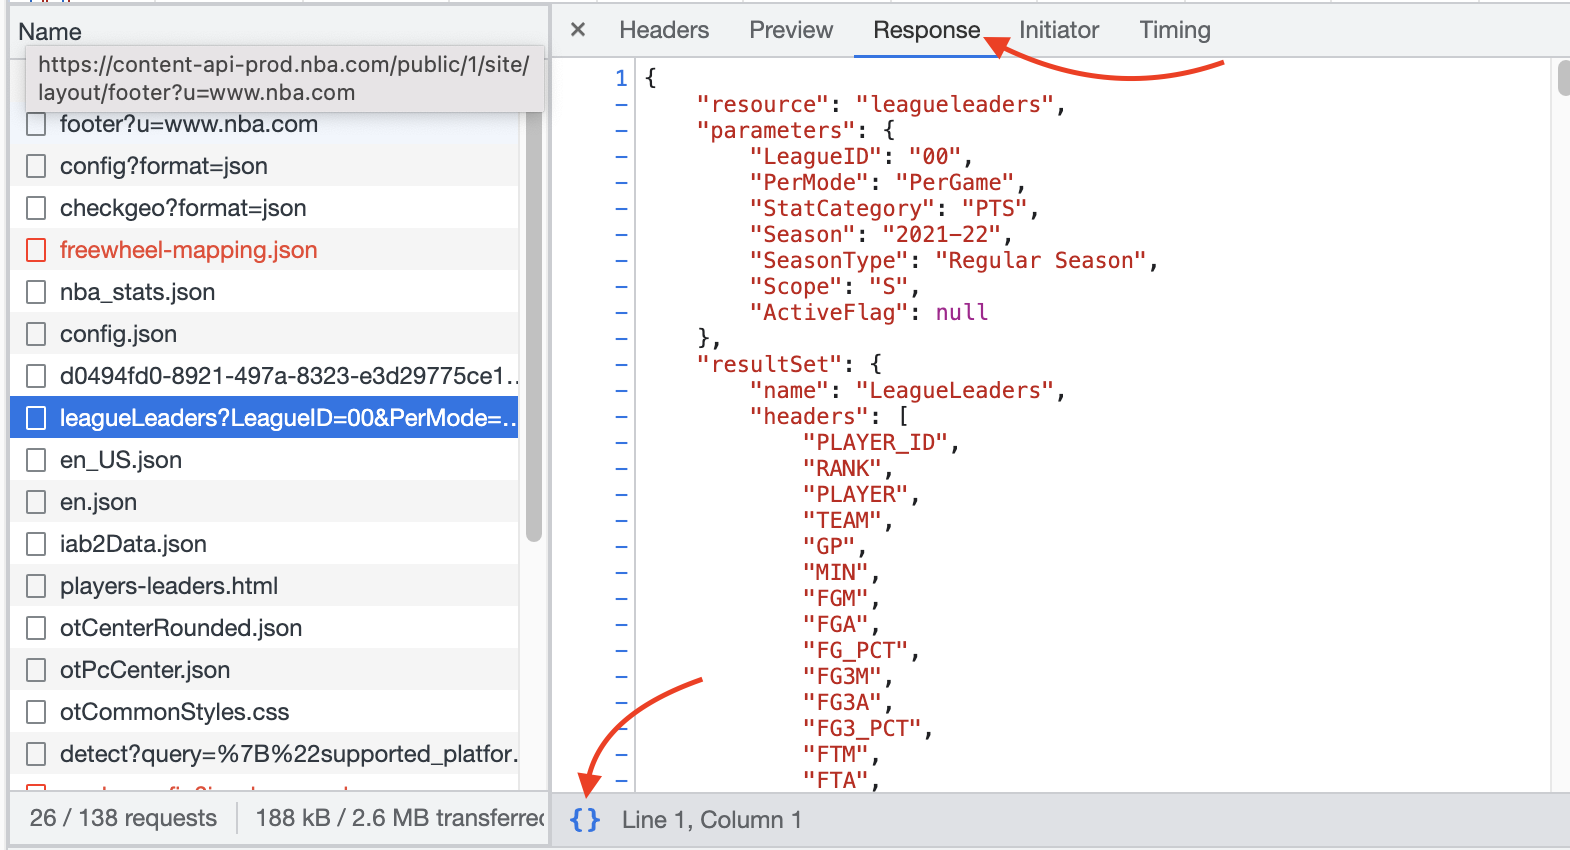 Name
https://content-api-prod.nba.com/public/1/site/
layout/footer?u=www.nba.com
footer?u=www.nba.com
config?format=json
checkgeo?format=json
freewheel-mapping.json
nba_stats.json
config.json
d0494fd0-8921-497a-8323-e3d29775ce1…
leagueLeaders?LeagueID=00&PerMode=…
en_US.json
en.json
iab2Data.json
players-leaders.html
otCenterRounded.json
otPcCenter.json
otCommonStyles.css
detect?query=%7B%22supported_platfor…
26 / 138 requests
188 kB / 2.6 MB transferred
× Headers Preview Response Initiator Timing
1 {
"resource": "leagueleaders",
"parameters": {
"LeagueID": "00",
"PerMode": "PerGame",
"StatCategory": "PTS",
"Season": "2021-22",
"SeasonType": "Regular Season",
"Scope": "S",
"ActiveFlag": null
},
"resultSet": {
"name": "LeagueLeaders",
"headers": [
"PLAYER_ID",
"RANK",
"PLAYER",
"TEAM",
"GP",
"MIN",
"FGM",
"FGA",
"FG_PCT",
"FG3M",
"FG3A",
"FG3_PCT",
"FTM",
"FTA",
{} Line 1, Column 1